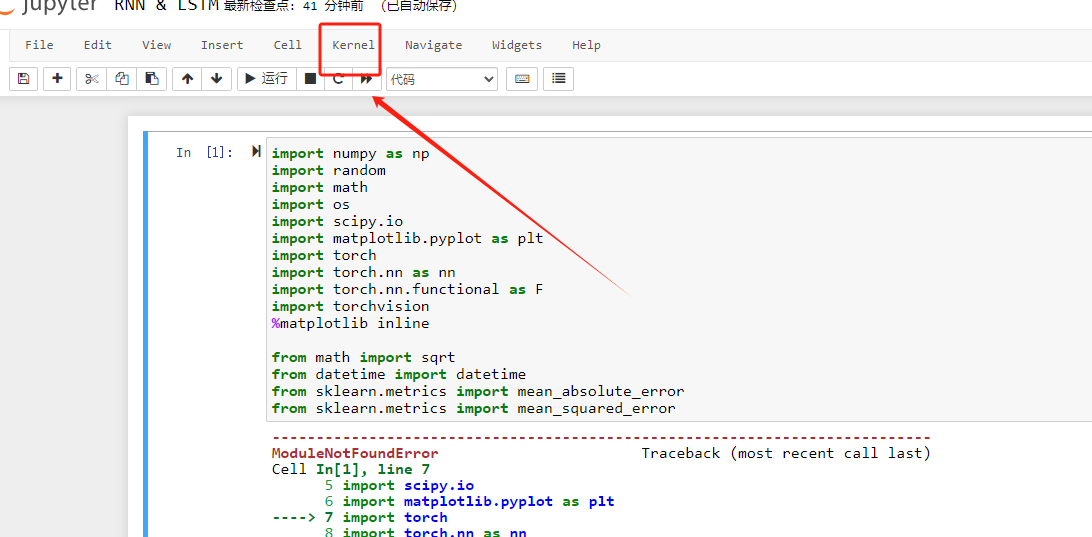 jupyter RNN & LSTM 最新检查点: 41 分钟前 (已自动保存)
File Edit View Insert Cell Kernel Navigate Widgets Help
运行 代码
In [1]:
import numpy as np
import random
import math
import os
import scipy.io
import matplotlib.pyplot as plt
import torch
import torch.nn as nn
import torch.nn.functional as F
import torchvision
%matplotlib inline
from math import sqrt
from datetime import datetime
from sklearn.metrics import mean_absolute_error
from sklearn.metrics import mean_squared_error
---------------------------------------------------------------------------
ModuleNotFoundError Traceback (most recent call last)
Cell In[1], line 7
5 import scipy.io
6 import matplotlib.pyplot as plt
----> 7 import torch
8 import torch.nn as nn